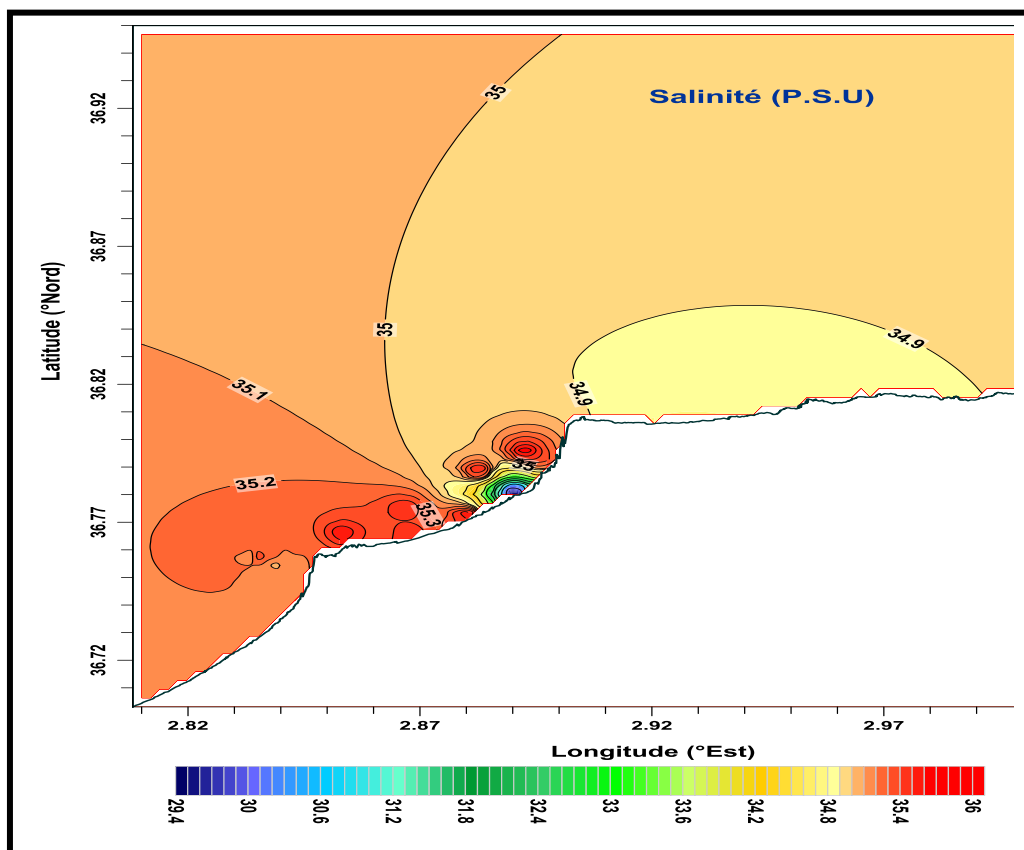 Salinité (P.S.U)
35
36.92
36.87
Latitude (°Nord)
35
34.9
36.82
35.1
34.9
35
35.2
35.3
36.77
36.72
2.82 2.87 2.92 2.97
Longitude (°Est)
29.4 30 30.6 31.2 31.8 32.4 33 33.6 34.2 34.8 35.4 36